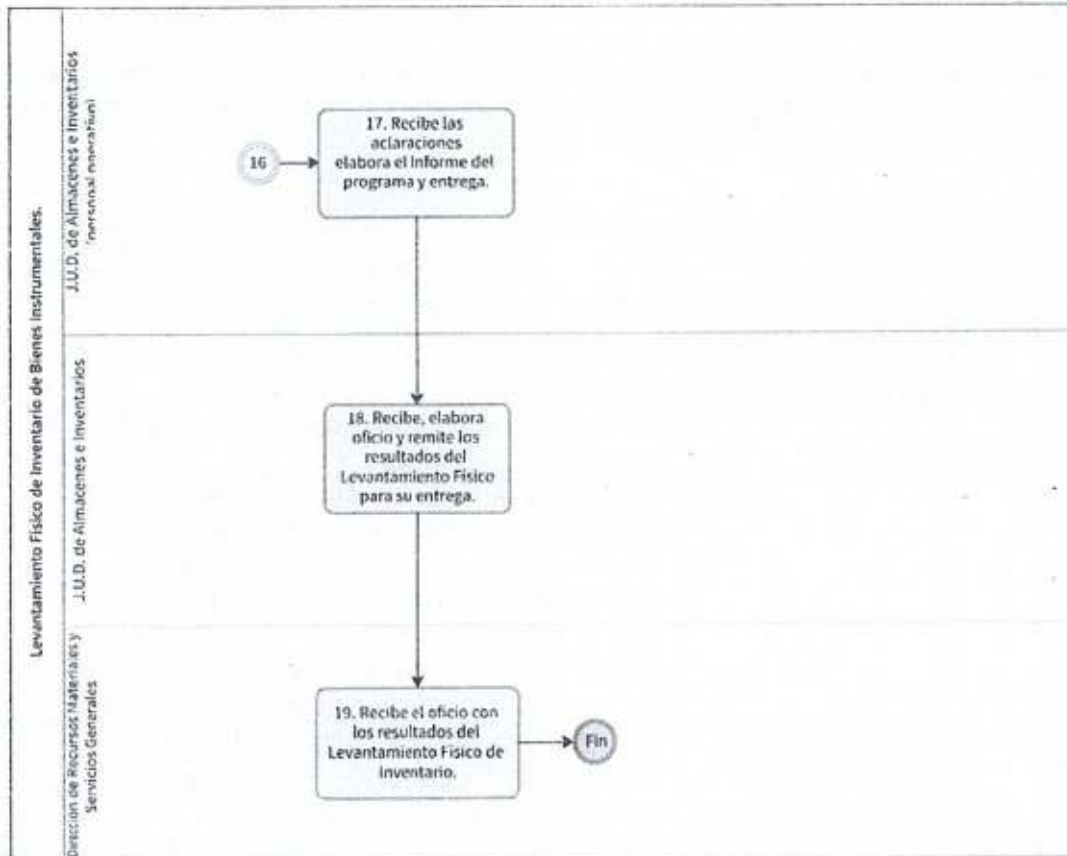 Levantamiento Físico de Inventario de Bienes Instrumentales.
J.U.D. de Almacenes e Inventarios
(personal operativo)
16
17. Recibe las
aclaraciones
elabora el Informe del
programa y entrega.
J.U.D. de Almacenes e Inventarios
18. Recibe, elabora
oficio y remite los
resultados del
Levantamiento Físico
para su entrega.
Dirección de Recursos Materiales y
Servicios Generales
19. Recibe el oficio con
los resultados del
Levantamiento Físico de
Inventario.
Fin